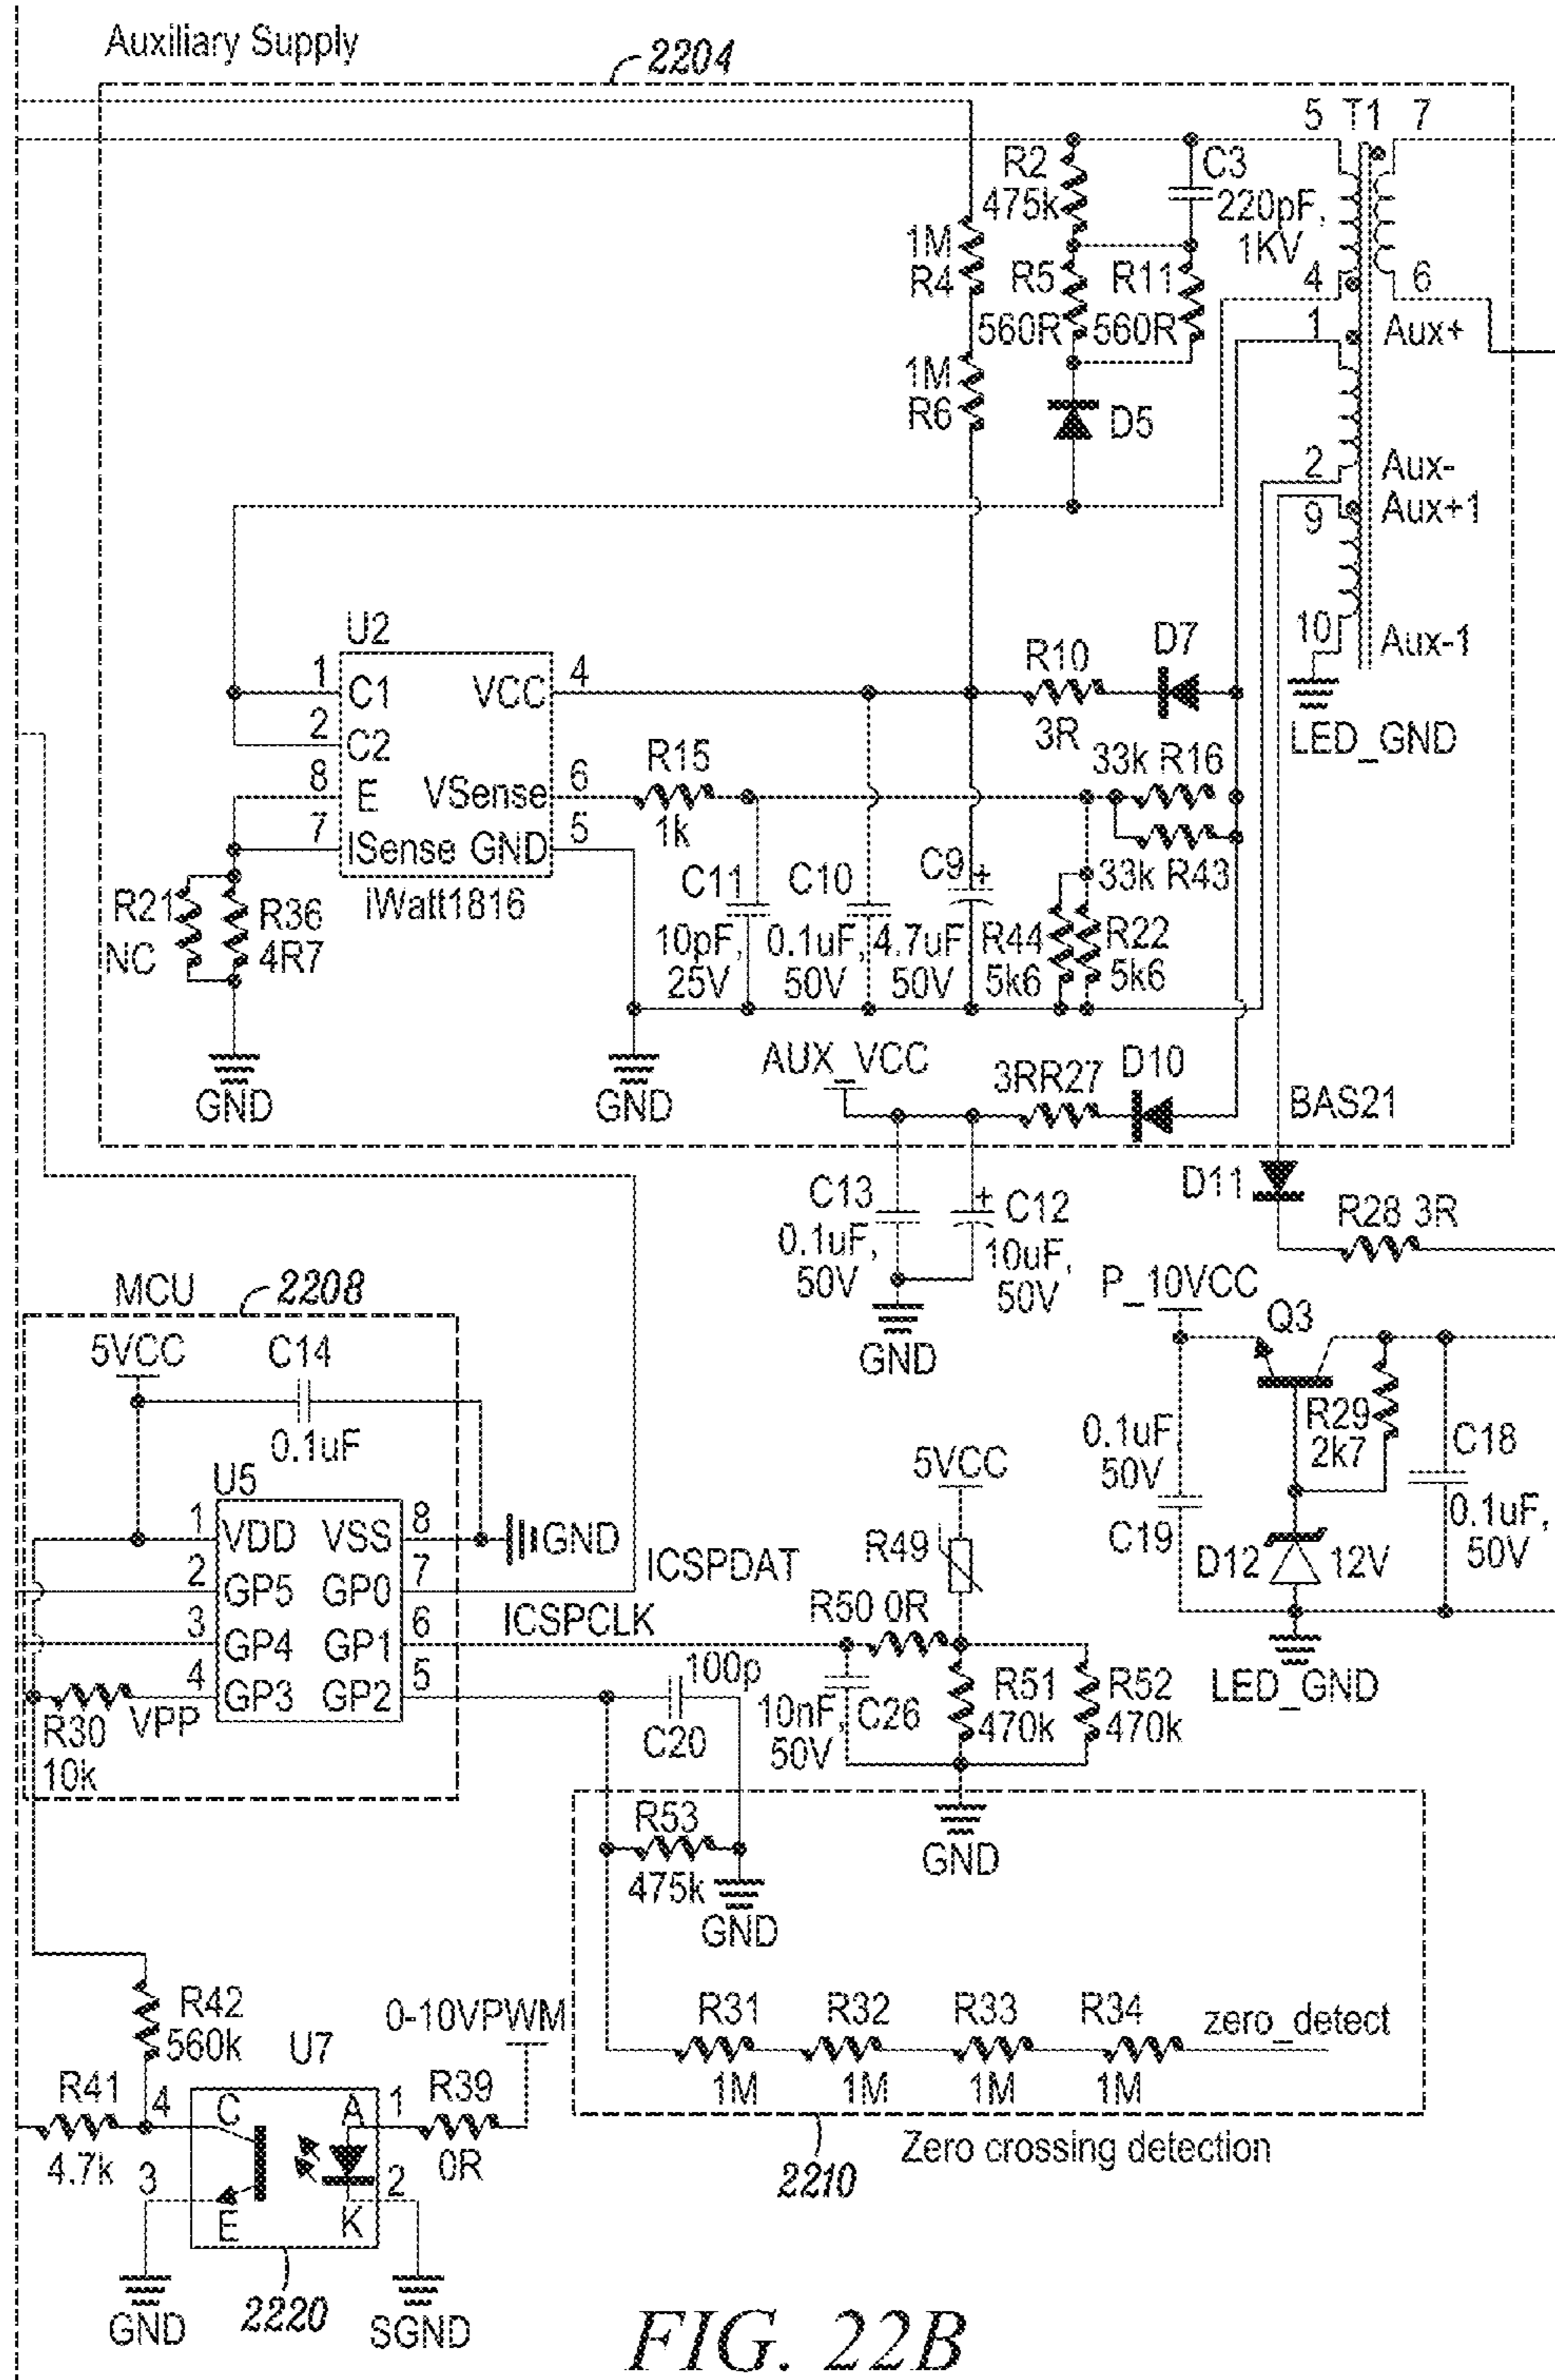 Auxiliary Supply
2204
5 T1 7
R2
475k
C3
220pF,
1KV
1M
R4
R5
560R
R11
560R
4
6
1
Aux+
1M
R6
D5
2
Aux-
9
Aux+1
10
Aux-1
LED_GND
U2
1
C1
VCC
4
2
C2
8
E
VSense
6
7
ISense GND
5
iWatt1816
R10
3R
D7
R15
1k
33k R16
33k R43
R21
NC
R36
4R7
C11
10pF,
25V
C10
0.1uF,
50V
C9
+
4.7uF
50V
R44
5k6
R22
5k6
GND
GND
AUX_VCC
3RR27
D10
BAS21
D11
R28 3R
C13
0.1uF,
50V
+
C12
10uF,
50V
GND
P_10VCC
Q3
R29
2k7
0.1uF
50V
C19
C18
0.1uF,
50V
D12
12V
LED_GND
MCU
2208
5VCC
C14
0.1uF
U5
1
VDD VSS
8
GND
2
GP5 GP0
7
ICSPDAT
3
GP4 GP1
6
ICSPCLK
4
GP3 GP2
5
R30
10k
VPP
5VCC
R49
R50 0R
100p
C20
10nF,
50V
C26
R51
470k
R52
470k
GND
R53
475k
GND
R31
1M
R32
1M
R33
1M
R34
1M
zero_detect
2210
Zero crossing detection
R42
560k
U7
0-10VPWM
R41
4.7k
4
C
A
1
R39
0R
3
E
K
2
GND
2220
SGND
FIG. 22B